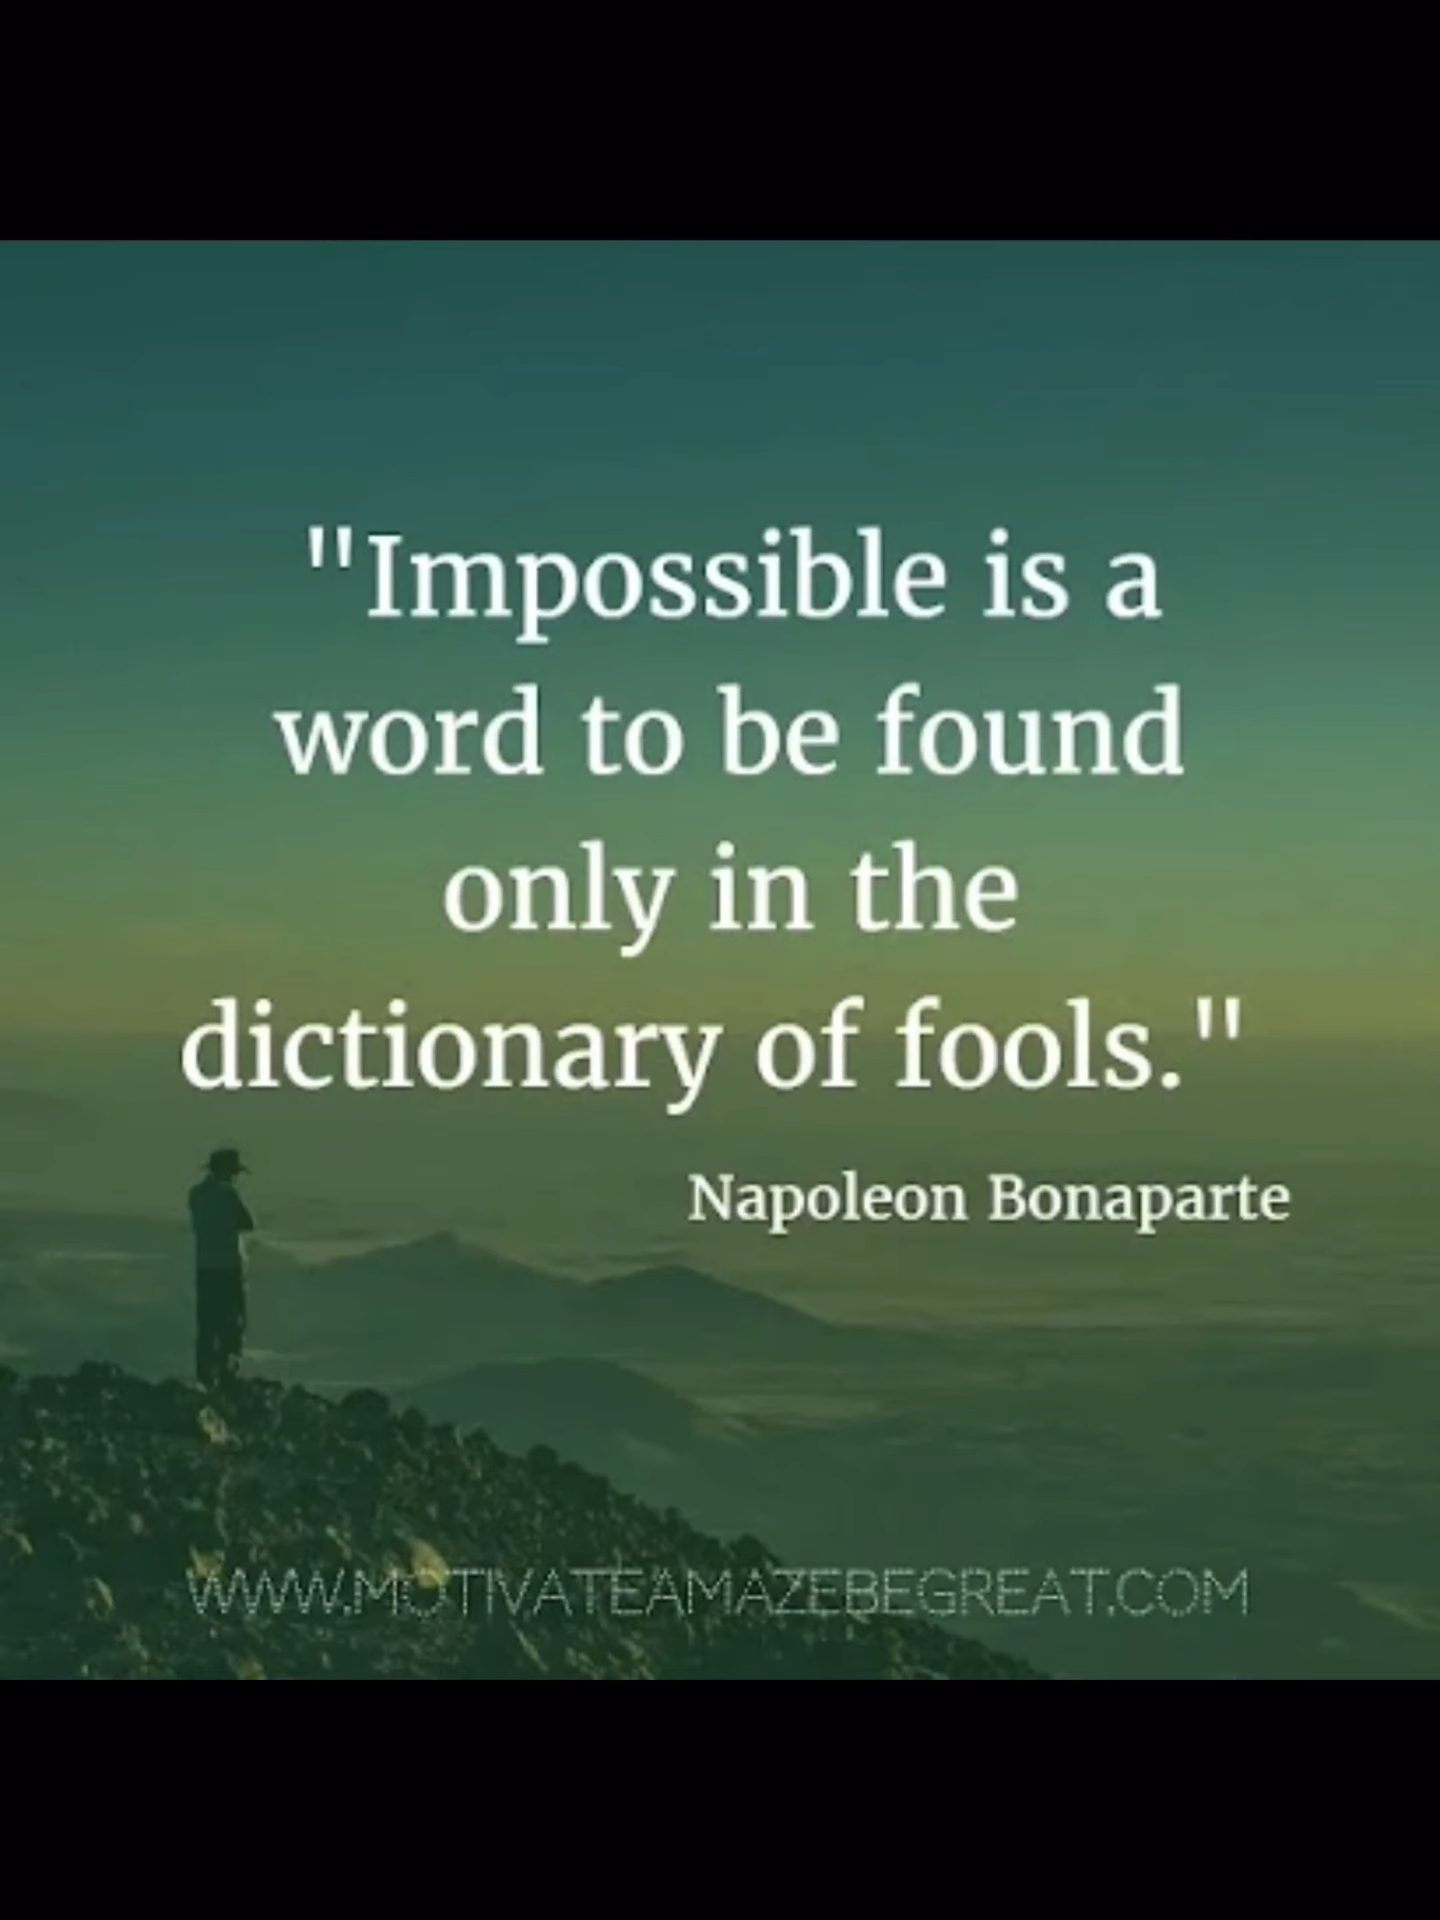 "Impossible is a
word to be found
only in the
dictionary of fools."
Napoleon Bonaparte
WWW.MOTIVATEAMAZEBEGREAT.COM